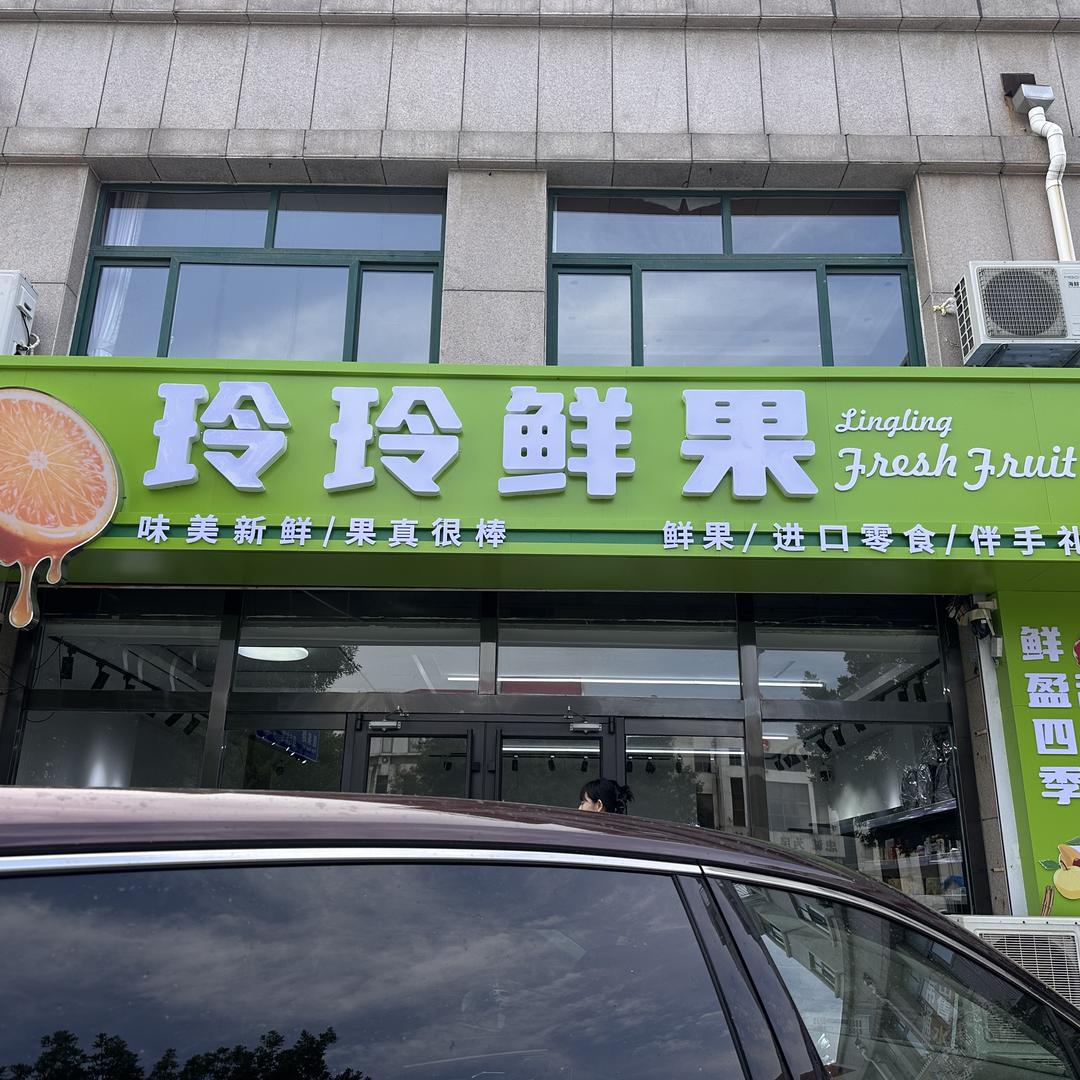 玲玲鲜果
Lingling
Fresh Fruit
味美新鲜/果真很棒
鲜果/进口零食/伴手礼
鲜盈四季